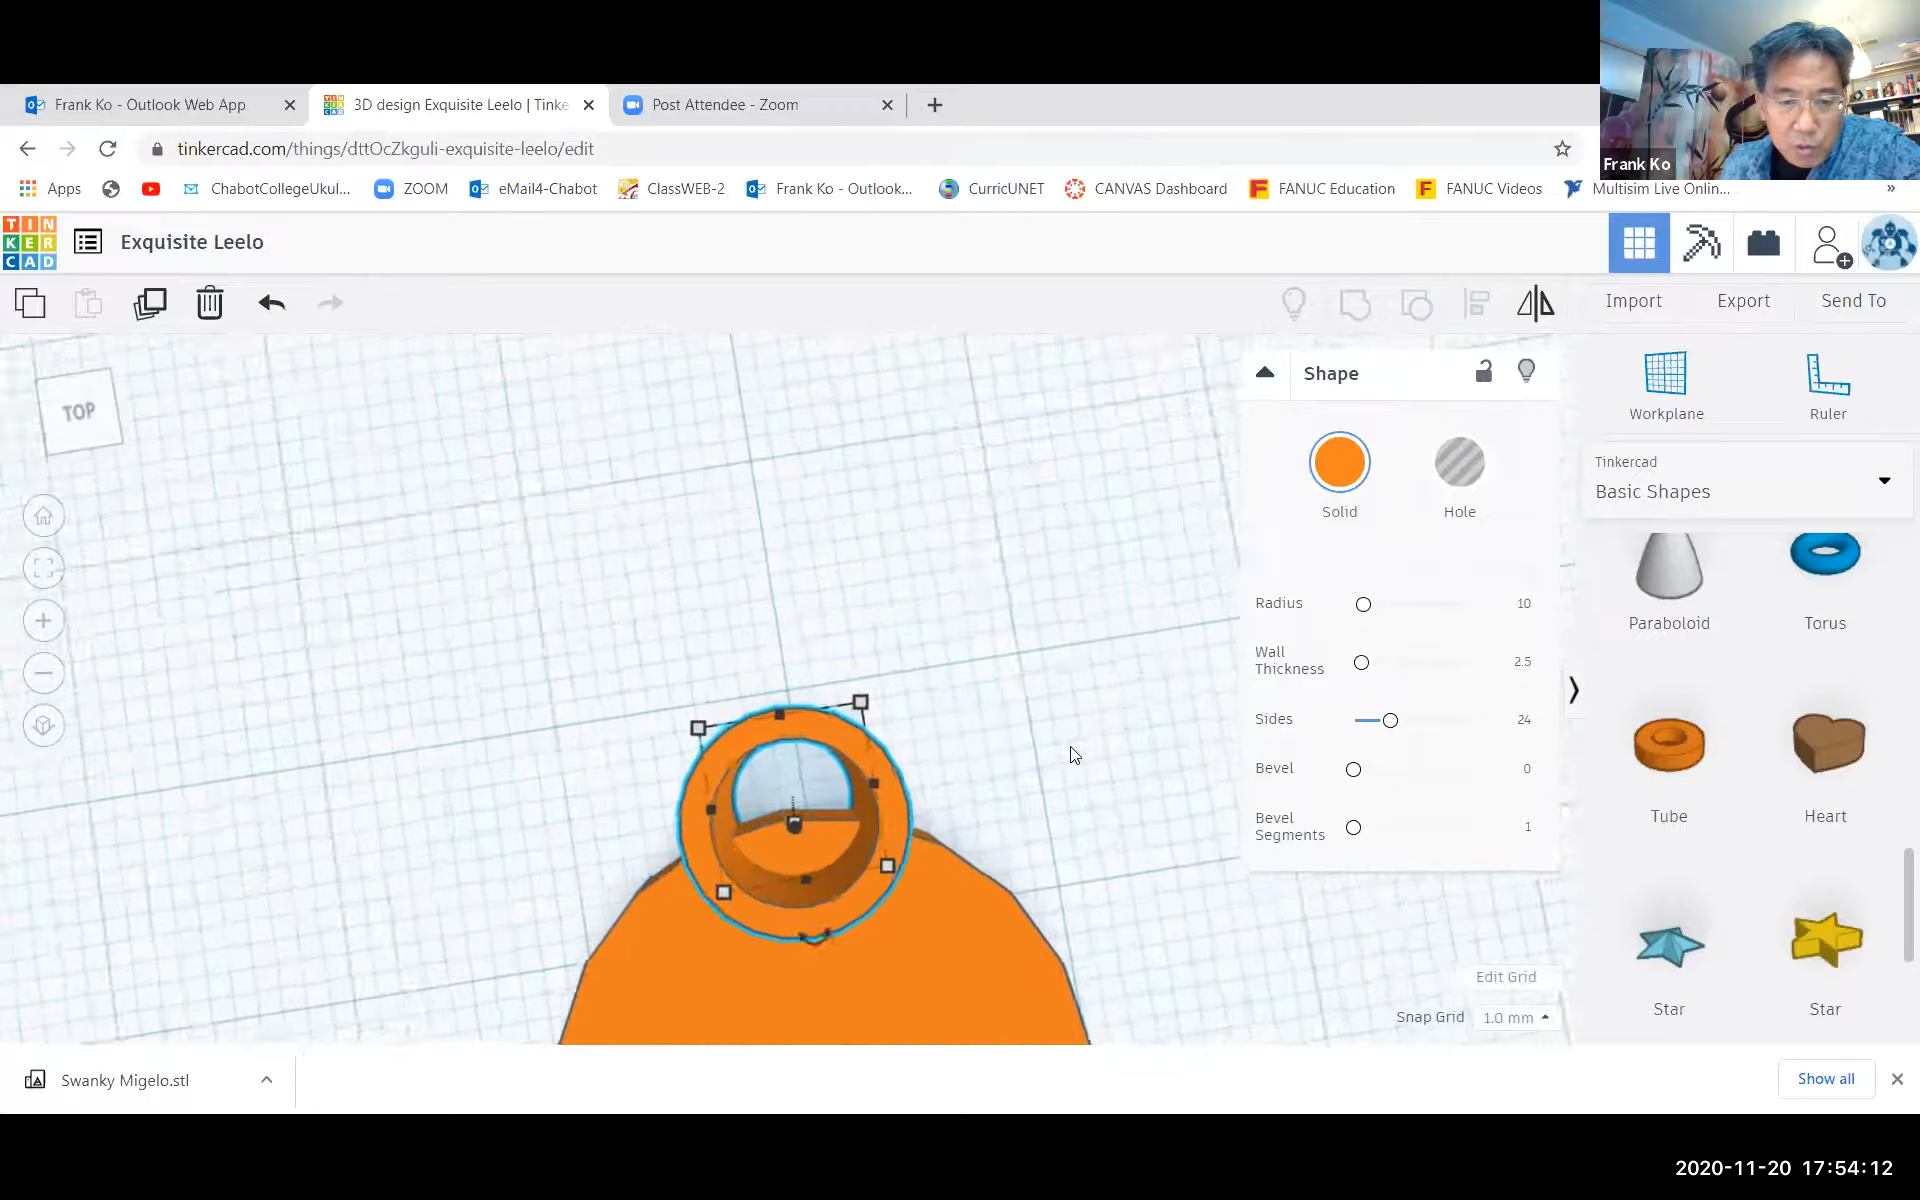 Frank Ko - Outlook Web App
3D design Exquisite Leelo | Tinke
Post Attendee - Zoom
tinkercad.com/things/dttOcZkguli-exquisite-leelo/edit
Frank Ko
Apps
ChabotCollegeUkul...
ZOOM
eMail4-Chabot
ClassWEB-2
Frank Ko - Outlook...
CurricUNET
CANVAS Dashboard
FANUC Education
FANUC Videos
Multisim Live Onlin...
»
TIN
KER
CAD
Exquisite Leelo
Import
Export
Send To
TOP
Shape
Solid
Hole
Radius
10
Wall
Thickness
2.5
Sides
24
Bevel
0
Bevel
Segments
1
Workplane
Ruler
Tinkercad
Basic Shapes
Paraboloid
Torus
Tube
Heart
Star
Star
Edit Grid
Snap Grid
1.0 mm
Swanky Migelo.stl
Show all
2020-11-20 17:54:12